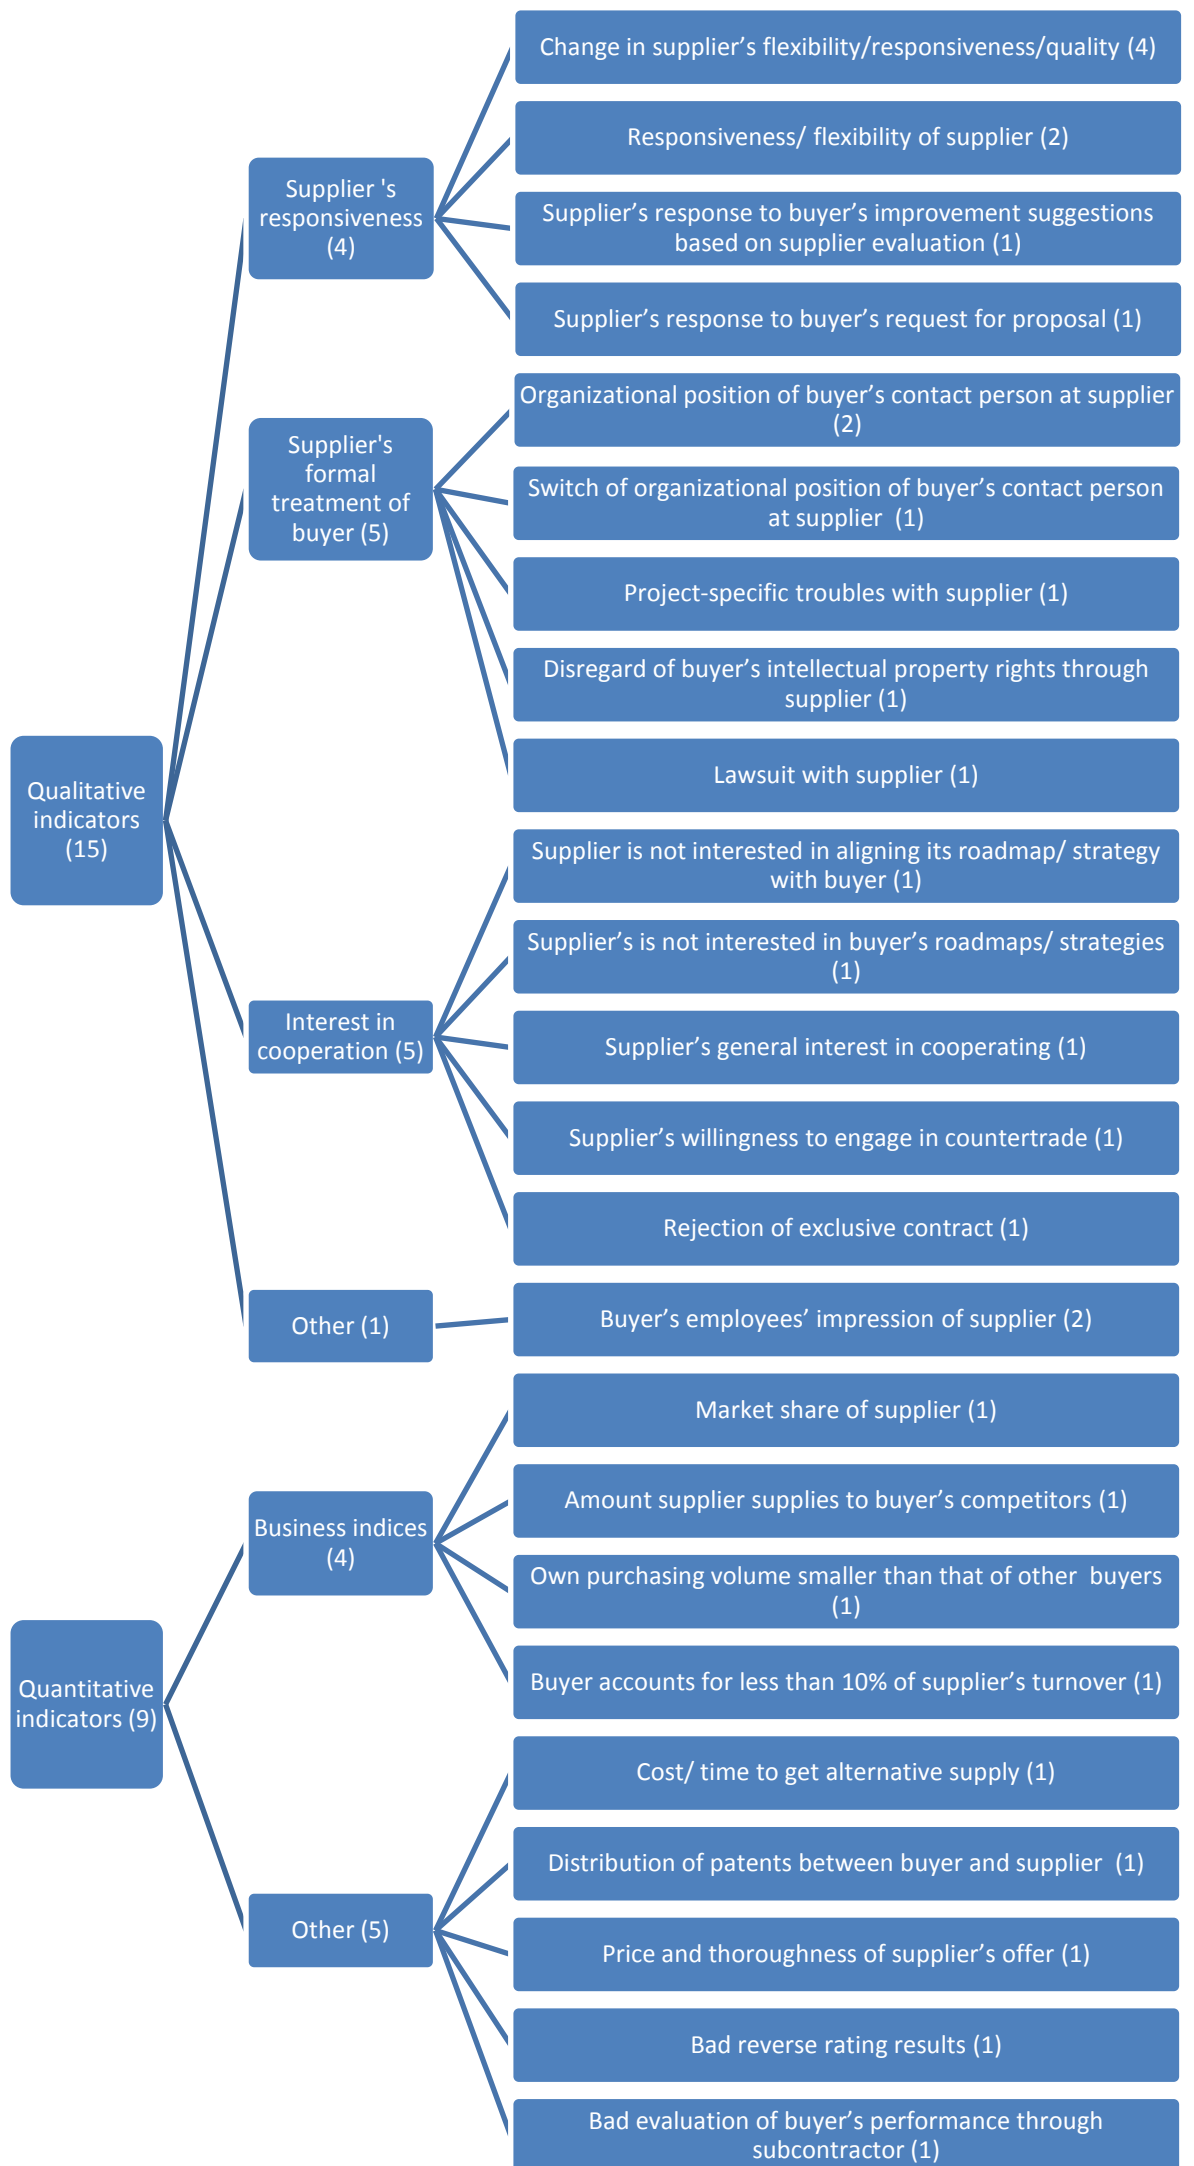 Qualitative
indicators
(15)
Supplier 's
responsiveness
(4)
Change in supplier’s flexibility/responsiveness/quality (4)
Responsiveness/ flexibility of supplier (2)
Supplier’s response to buyer’s improvement suggestions
based on supplier evaluation (1)
Supplier’s response to buyer’s request for proposal (1)
Supplier's
formal
treatment of
buyer (5)
Organizational position of buyer’s contact person at supplier
(2)
Switch of organizational position of buyer’s contact person
at supplier  (1)
Project-specific troubles with supplier (1)
Disregard of buyer’s intellectual property rights through
supplier (1)
Lawsuit with supplier (1)
Interest in
cooperation (5)
Supplier is not interested in aligning its roadmap/ strategy
with buyer (1)
Supplier’s is not interested in buyer’s roadmaps/ strategies
(1)
Supplier’s general interest in cooperating (1)
Supplier’s willingness to engage in countertrade (1)
Rejection of exclusive contract (1)
Other (1)
Buyer’s employees’ impression of supplier (2)
Quantitative
indicators (9)
Business indices
(4)
Market share of supplier (1)
Amount supplier supplies to buyer’s competitors (1)
Own purchasing volume smaller than that of other  buyers
(1)
Buyer accounts for less than 10% of supplier’s turnover (1)
Other (5)
Cost/ time to get alternative supply (1)
Distribution of patents between buyer and supplier  (1)
Price and thoroughness of supplier’s offer (1)
Bad reverse rating results (1)
Bad evaluation of buyer’s performance through
subcontractor (1)